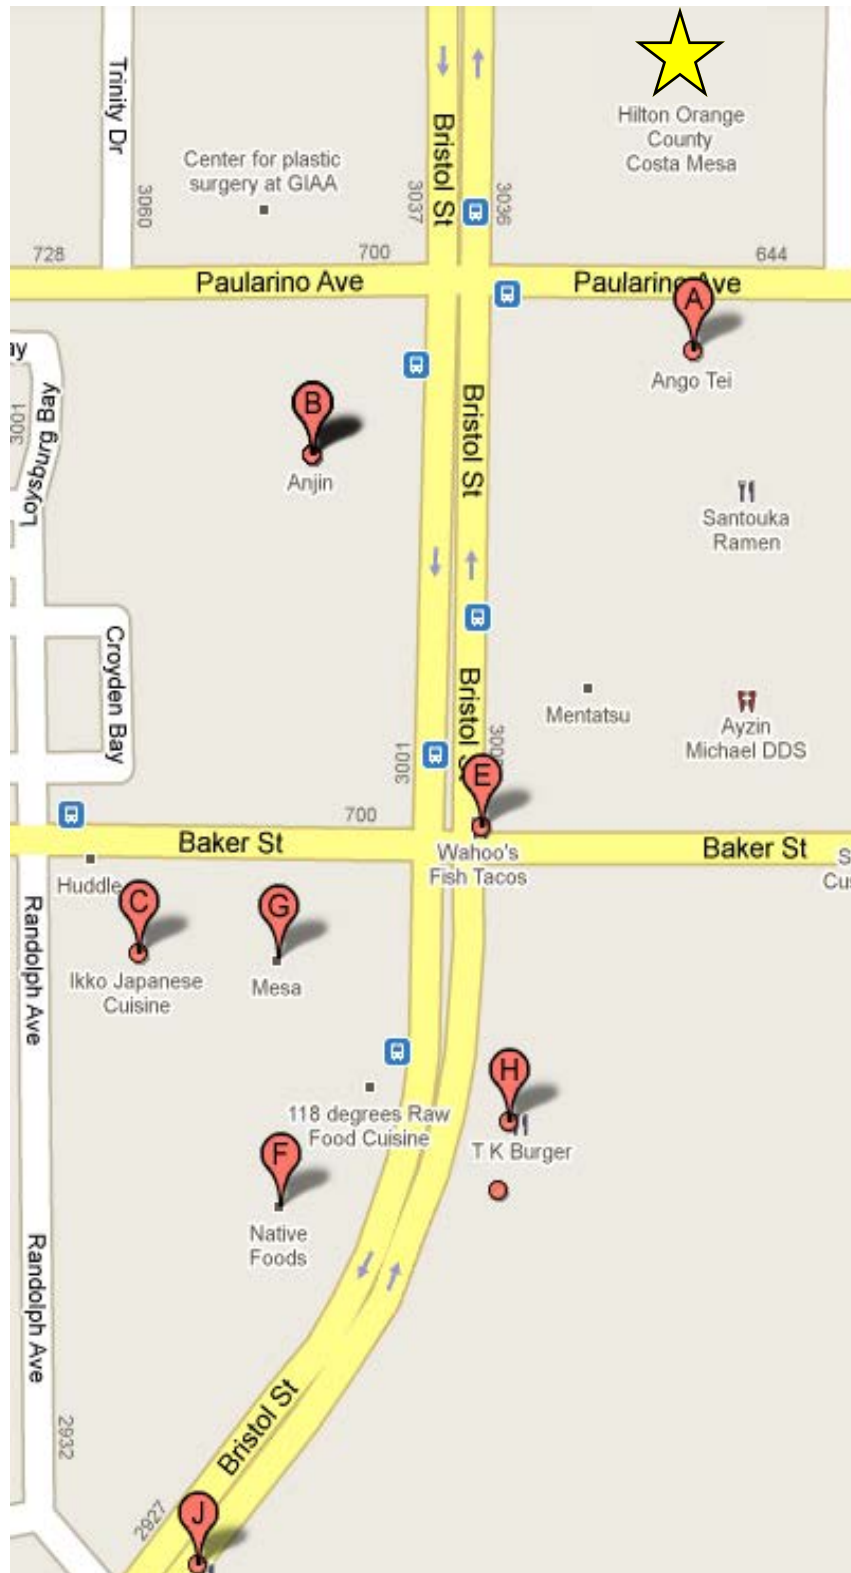 Trinity Dr
3060
Center for plastic
surgery at GIAA
Bristol St
3037
3036
Hilton Orange
County
Costa Mesa
728
700
644
Paularino Ave
Paularino Ave
A
Ango Tei
ay
3001
Loysburg Bay
B
Anjin
Bristol St
Santouka
Ramen
Croyden Bay
Bristol St
Mentatsu
Ayzin
Michael DDS
3001
E
700
Baker St
Baker St
Wahoo's
Fish Tacos
S
Cus
Huddle
C
Ikko Japanese
Cuisine
G
Mesa
Randolph Ave
H
T K Burger
118 degrees Raw
Food Cuisine
F
Native
Foods
Randolph Ave
Bristol St
2932
2927
J